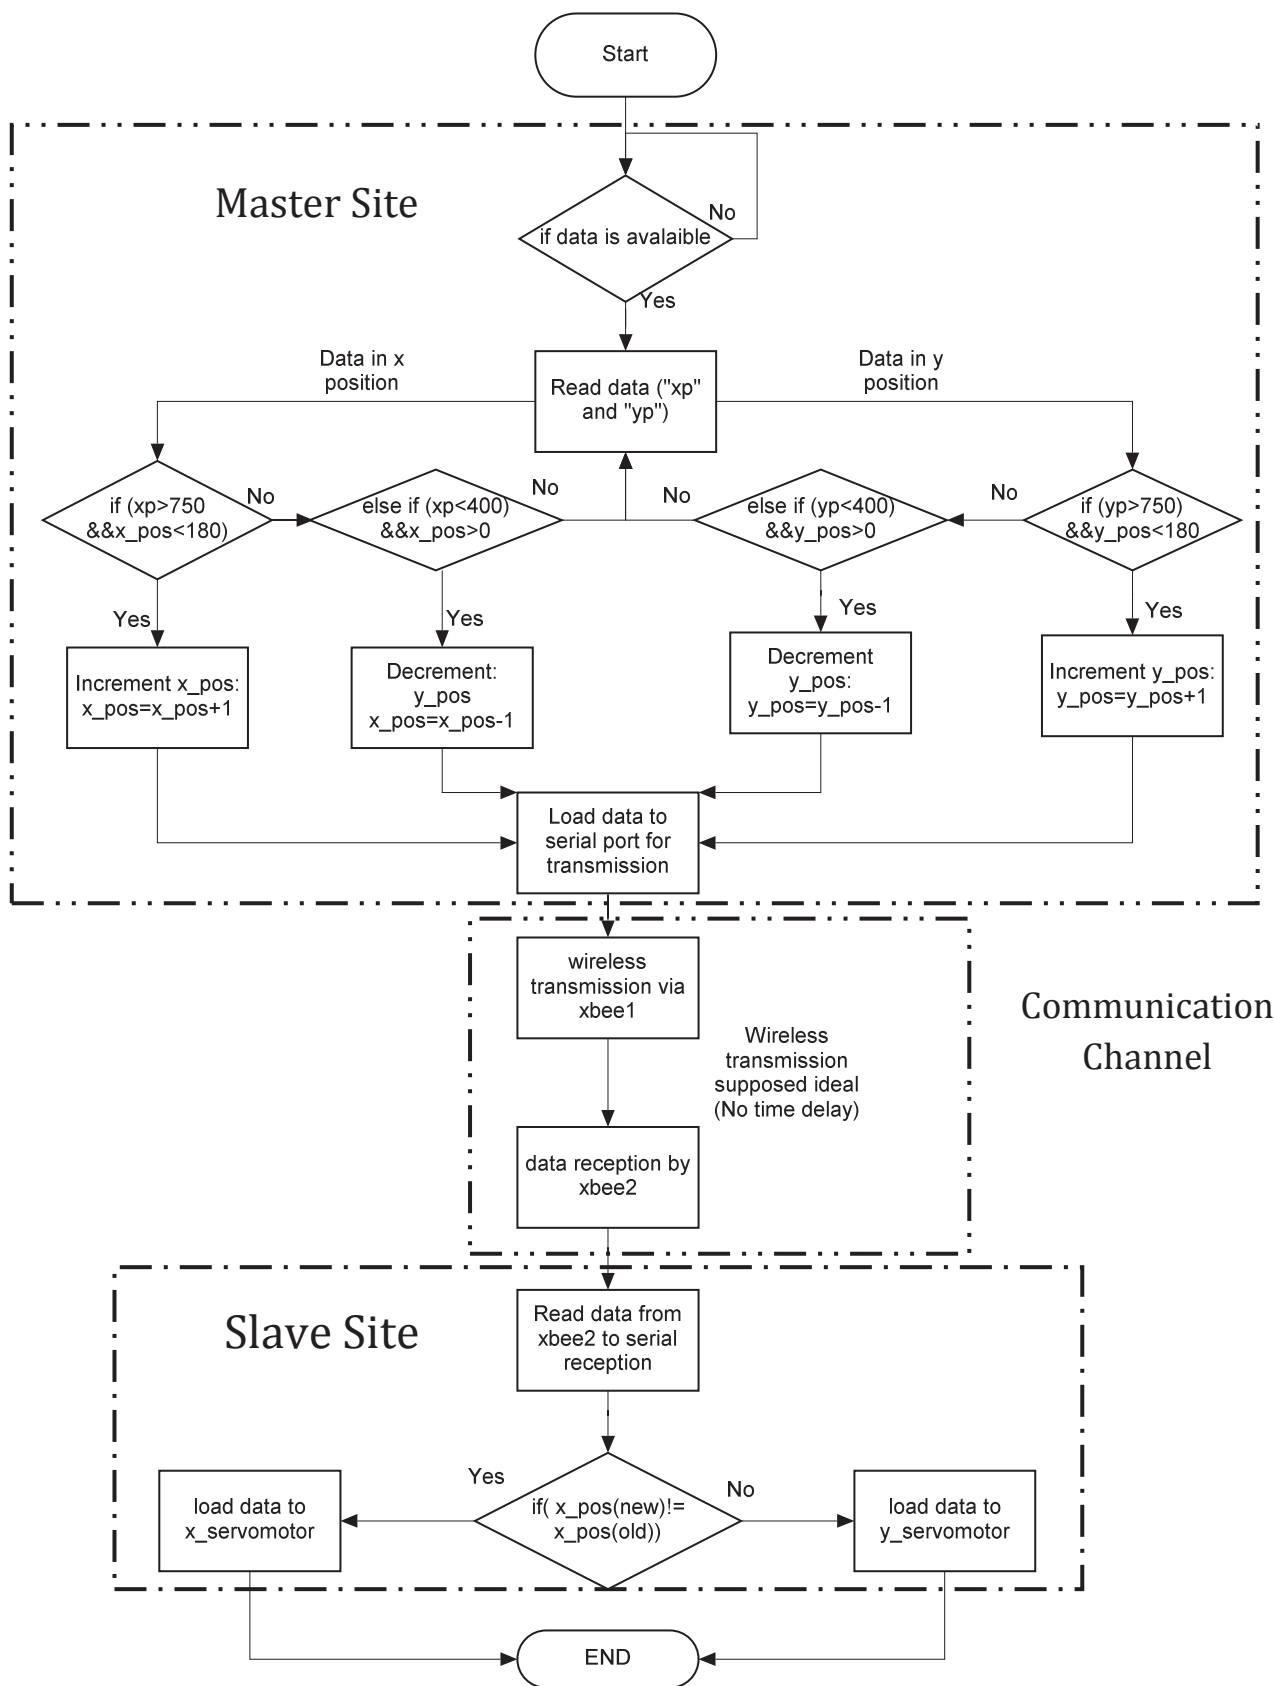 Start
Master Site
No
if data is avalaible
Yes
Data in x
position
Data in y
position
Read data ("xp"
and "yp")
if (xp>750
&&x_pos<180)
No
else if (xp<400)
&&x_pos>0
No
No
else if (yp<400)
&&y_pos>0
No
if (yp>750)
&&y_pos<180
Yes
Yes
Yes
Yes
Increment x_pos:
x_pos=x_pos+1
Decrement:
y_pos
x_pos=x_pos-1
Decrement
y_pos:
y_pos=y_pos-1
Increment y_pos:
y_pos=y_pos+1
Load data to
serial port for
transmission
wireless
transmission via
xbee1
Communication
Channel
Wireless
transmission
supposed ideal
(No time delay)
data reception by
xbee2
Slave Site
Read data from
xbee2 to serial
reception
Yes
No
load data to
x_servomotor
if( x_pos(new)!=
x_pos(old))
load data to
y_servomotor
END